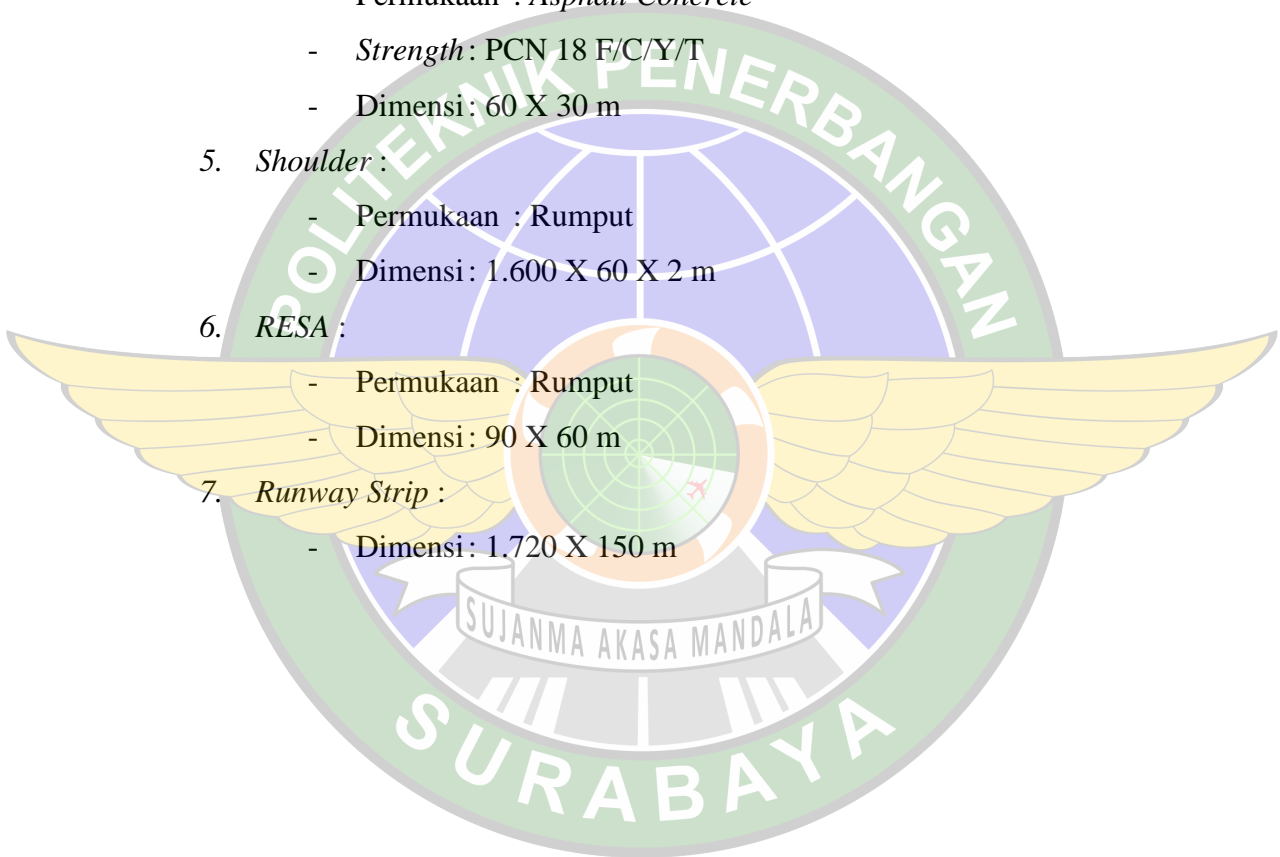 Permukaan : Asphalt Concrete
- Strength : PCN 18 F/C/Y/T
- Dimensi : 60 X 30 m
5. Shoulder :
- Permukaan : Rumput
- Dimensi : 1.600 X 60 X 2 m
6. RESA :
- Permukaan : Rumput
- Dimensi : 90 X 60 m
7. Runway Strip :
- Dimensi : 1.720 X 150 m
POLITEKNIK PENERBANGAN
SUJANMA AKASA MANDALA
SURABAYA